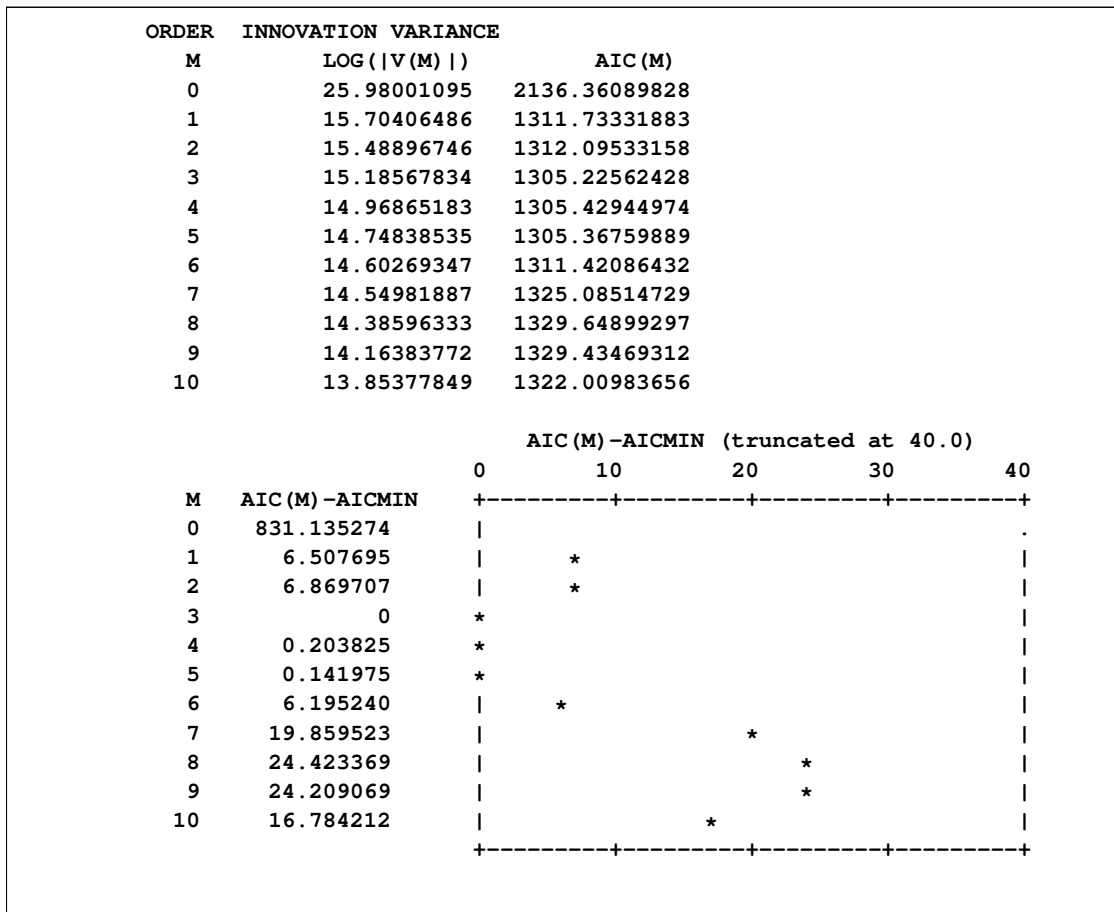 ORDER INNOVATION VARIANCE
M LOG(|V(M)|) AIC(M)
0 25.98001095 2136.36089828
1 15.70406486 1311.73331883
2 15.48896746 1312.09533158
3 15.18567834 1305.22562428
4 14.96865183 1305.42944974
5 14.74838535 1305.36759889
6 14.60269347 1311.42086432
7 14.54981887 1325.08514729
8 14.38596333 1329.64899297
9 14.16383772 1329.43469312
10 13.85377849 1322.00983656
AIC(M)-AICMIN (truncated at 40.0)
0 10 20 30 40
M AIC(M)-AICMIN +---------+---------+---------+---------+
0 831.135274 | .
1 6.507695 | * |
2 6.869707 | * |
3 0 * |
4 0.203825 * |
5 0.141975 * |
6 6.195240 | * |
7 19.859523 | * |
8 24.423369 | * |
9 24.209069 | * |
10 16.784212 | * |
+---------+---------+---------+---------+